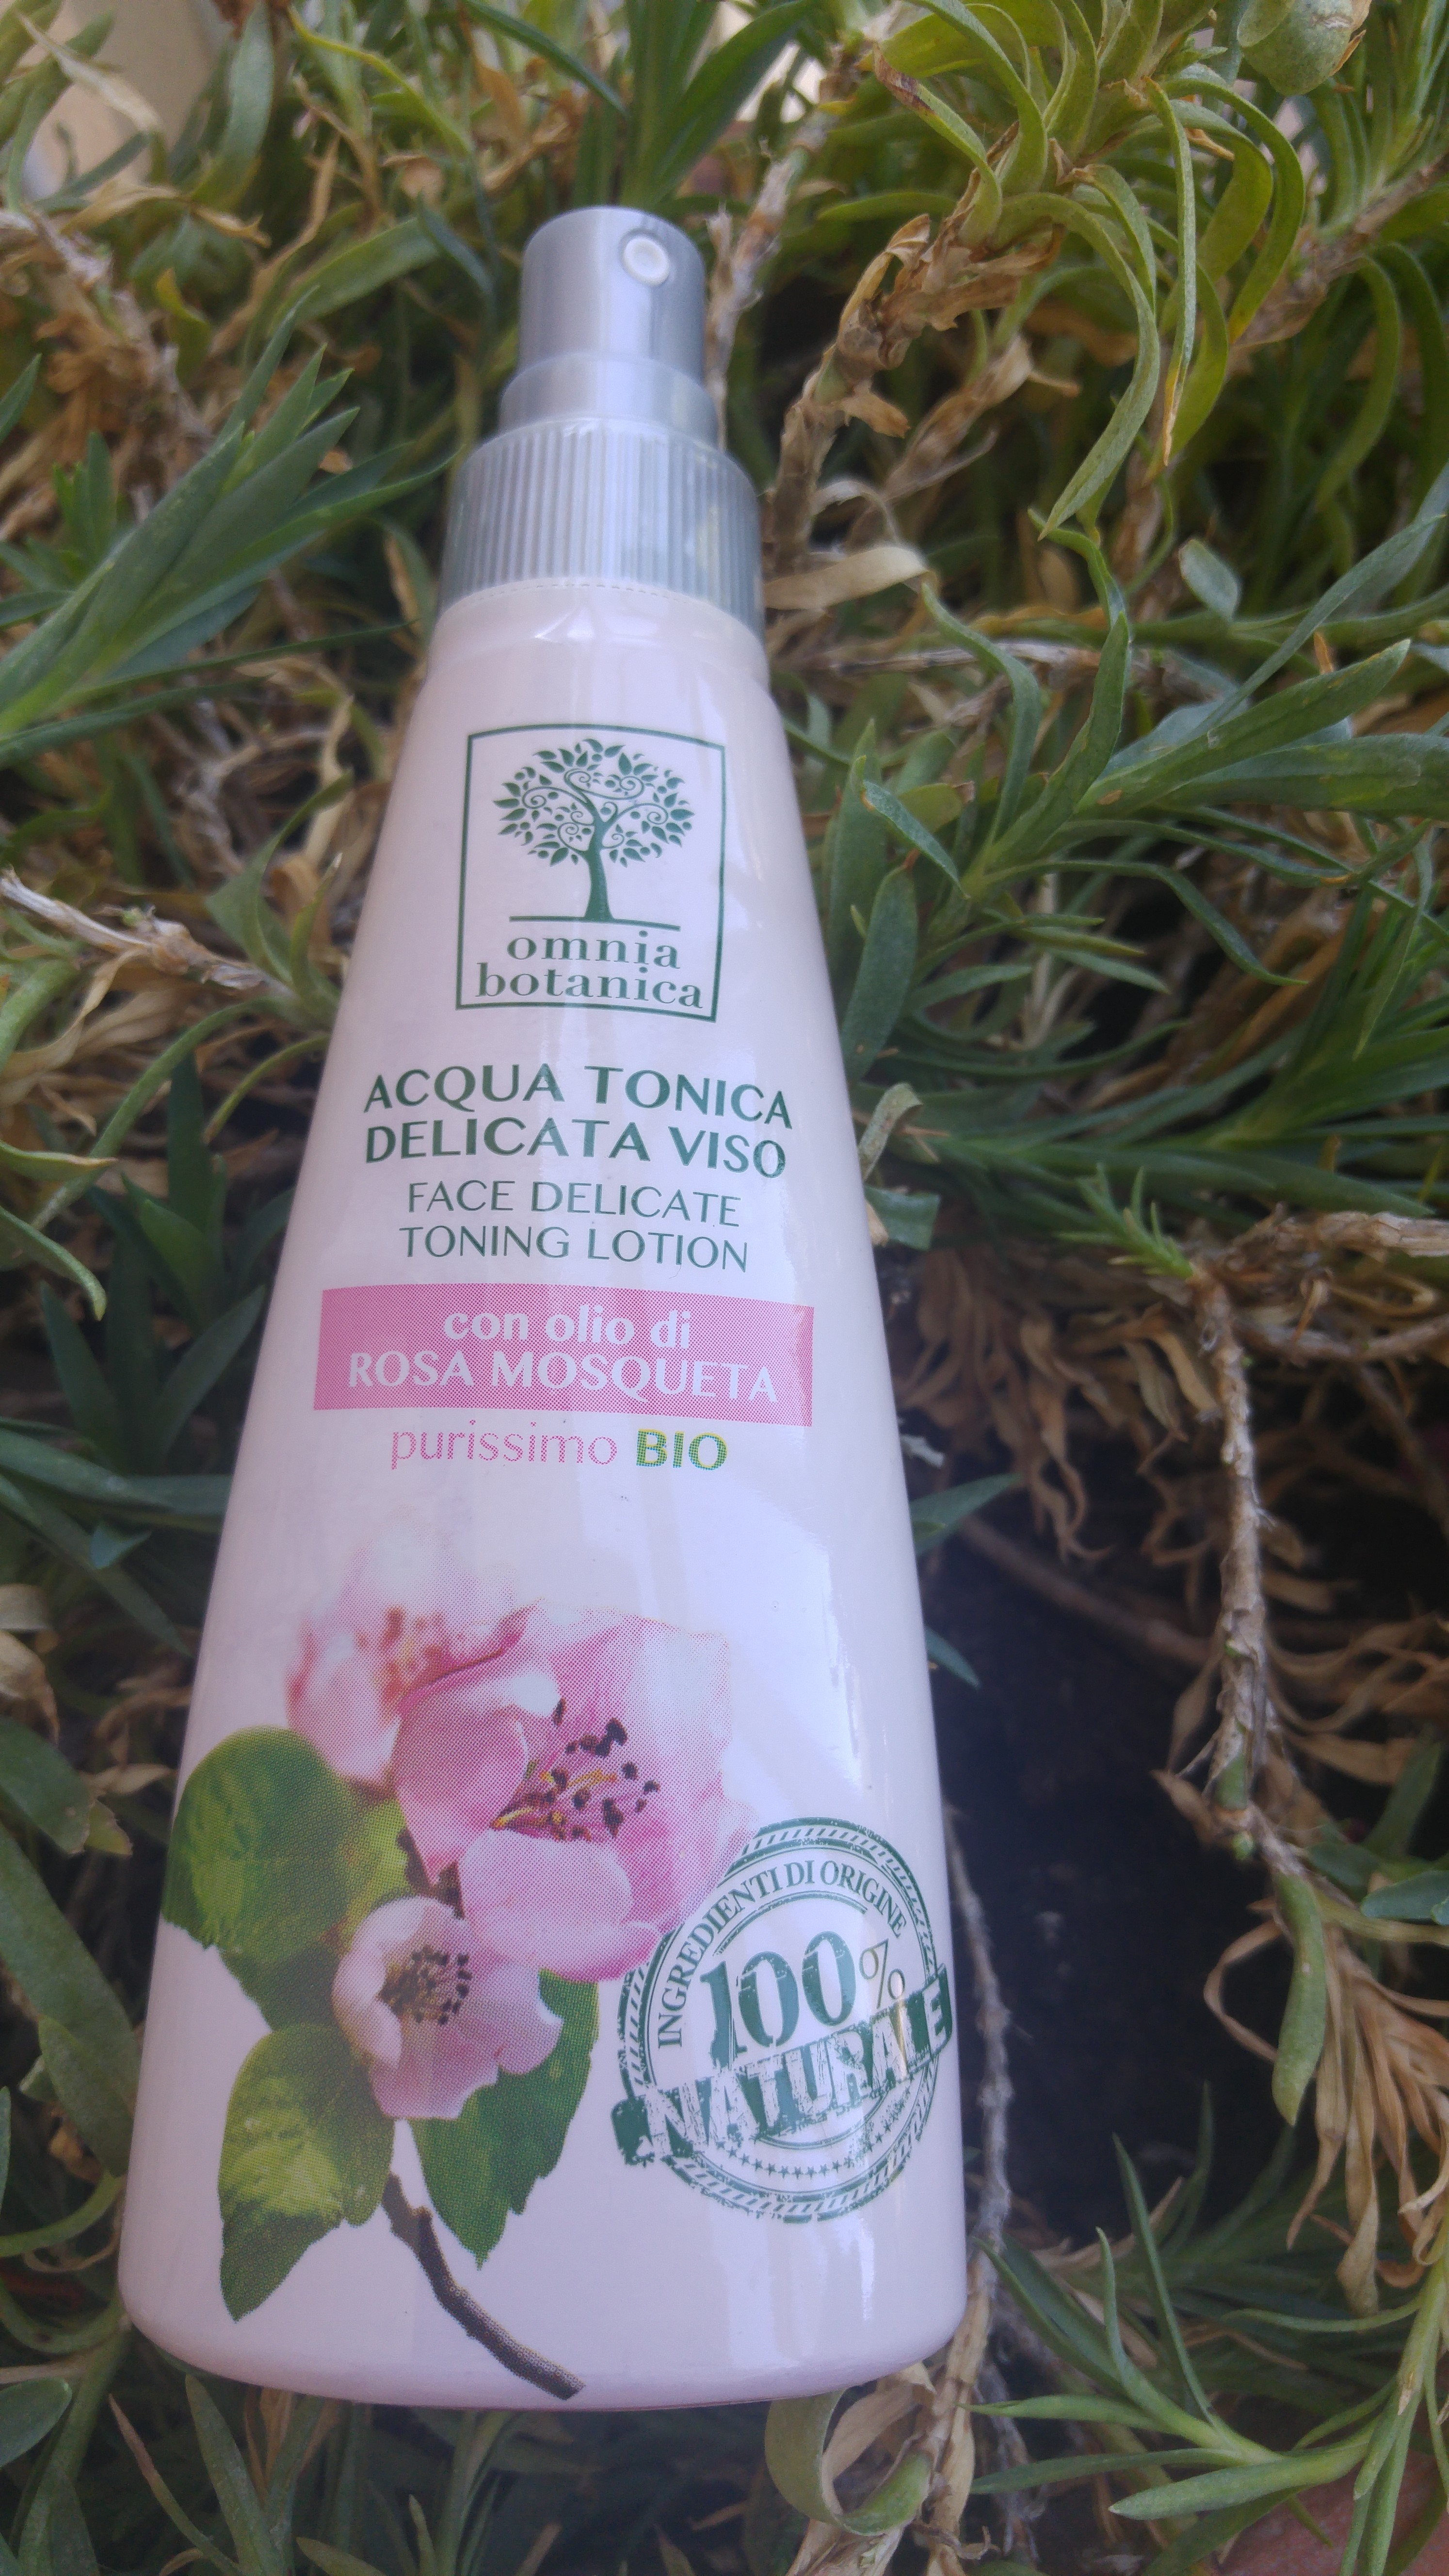 omnia
botanica
ACQUA TONICA
DELICATA VISO
FACE DELICATE
TONING LOTION
con olio di
ROSA MOSQUETA
purissimo BIO
INGREDIENTI DI ORIGINE
100%
NATURALE